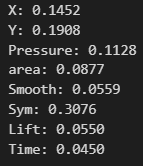 X: 0.1452
Y: 0.1908
Pressure: 0.1128
area: 0.0877
Smooth: 0.0559
Sym: 0.3076
Lift: 0.0550
Time: 0.0450